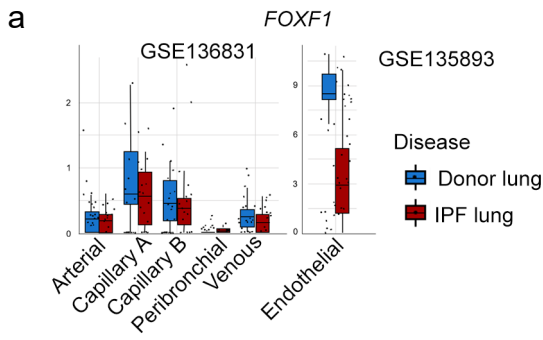 a
FOXF1
GSE136831
GSE135893
2
1
0
9
6
3
0
Disease
Donor lung
IPF lung
Arterial
Capillary A
Capillary B
Peribronchial
Venous
Endothelial